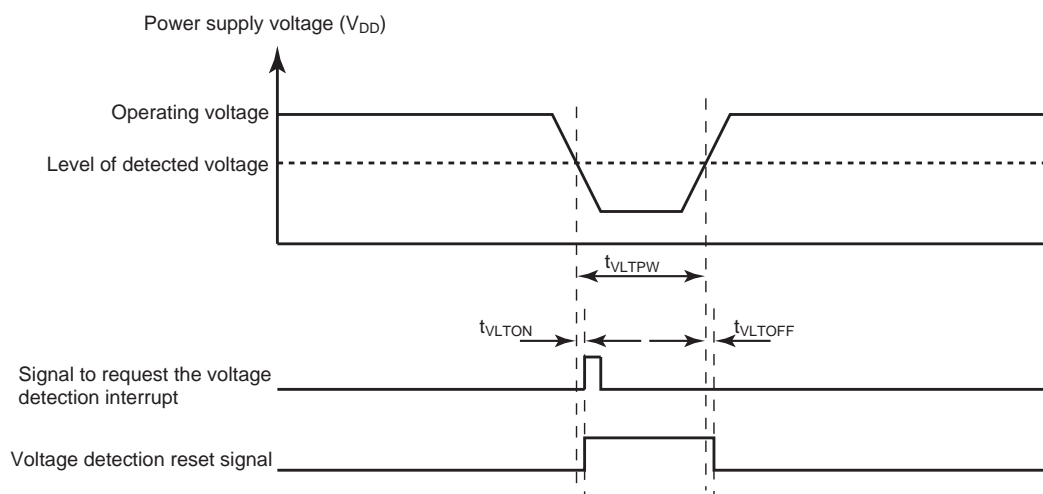 Power supply voltage (VDD)
Operating voltage
Level of detected voltage
tVLTPW
tVLTON
tVLTOFF
Signal to request the voltage
detection interrupt
Voltage detection reset signal